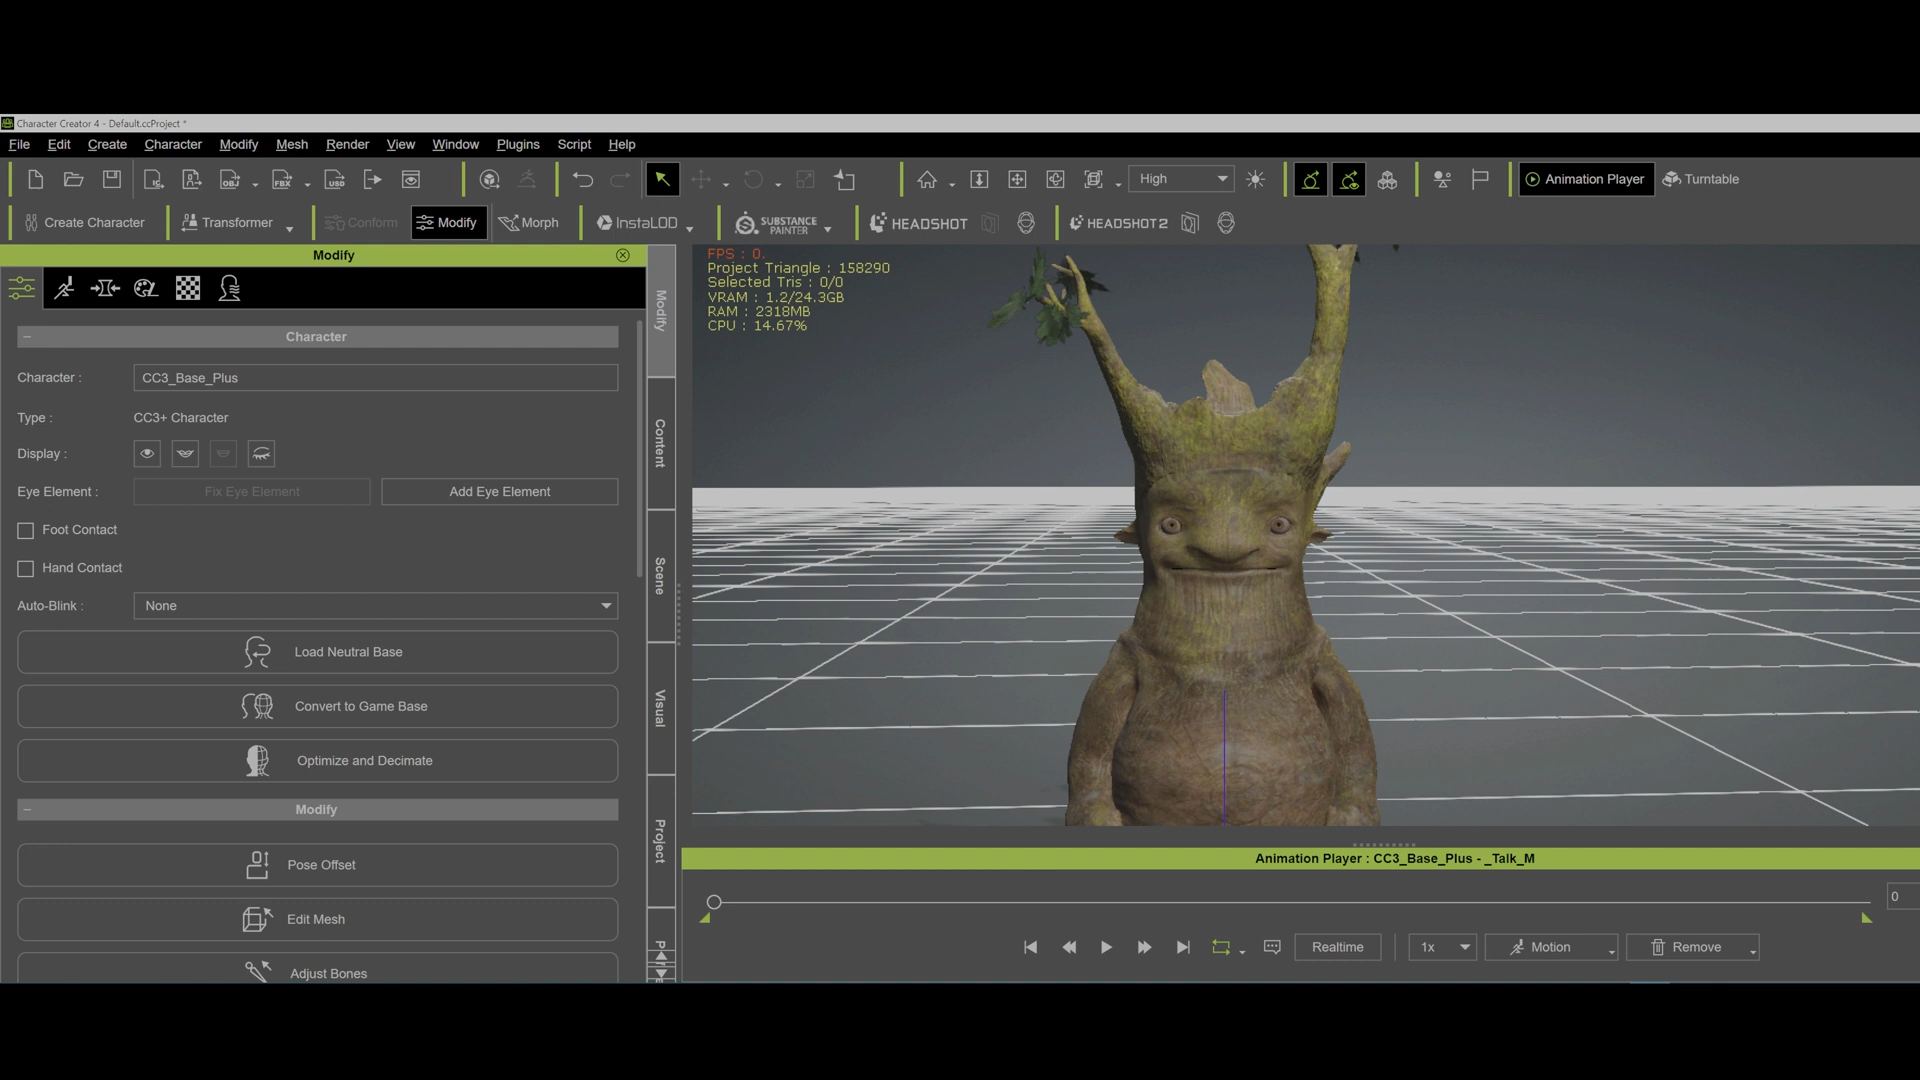 Character Creator 4 - Default.ccProject *
File Edit Create Character Modify Mesh Render View Window Plugins Script Help
OBJ FBX USD High Animation Player Turntable
Create Character Transformer Conform Modify Morph InstaLOD SUBSTANCE PAINTER HEADSHOT HEADSHOT 2
Modify
Character
Character : CC3_Base_Plus
Type : CC3+ Character
Display :
Eye Element : Fix Eye Element Add Eye Element
Foot Contact
Hand Contact
Auto-Blink : None
Load Neutral Base
Convert to Game Base
Optimize and Decimate
Modify
Pose Offset
Edit Mesh
Adjust Bones
Modify
Content
Scene
Visual
Project
FPS : 0.
Project Triangle : 158290
Selected Tris : 0/0
VRAM : 1.2/24.3GB
RAM : 2318MB
CPU : 14.67%
Animation Player : CC3_Base_Plus - _Talk_M
0
Realtime 1x Motion Remove